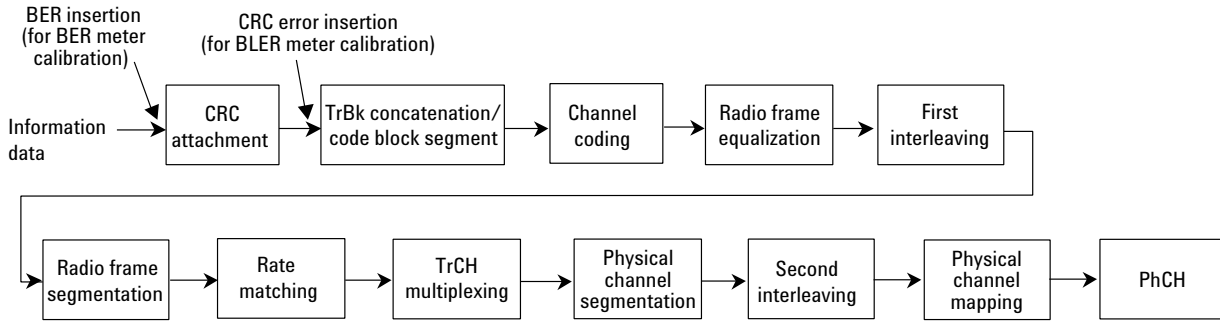 BER insertion
(for BER meter
calibration)
CRC error insertion
(for BLER meter calibration)
Information
data
CRC
attachment
TrBk concatenation/
code block segment
Channel
coding
Radio frame
equalization
First
interleaving
Radio frame
segmentation
Rate
matching
TrCH
multiplexing
Physical
channel
segmentation
Second
interleaving
Physical
channel
mapping
PhCH